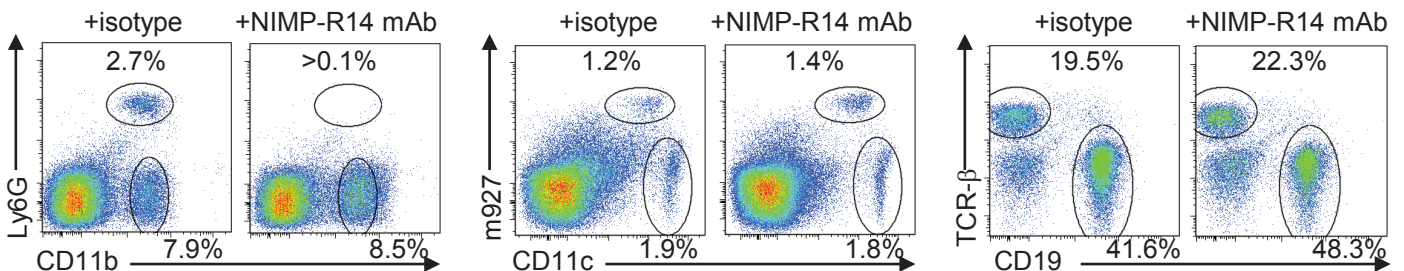 +isotype +NIMP-R14 mAb +isotype +NIMP-R14 mAb +isotype +NIMP-R14 mAb
2.7% >0.1% 1.2% 1.4% 19.5% 22.3%
Ly6G
m927
TCR-β
7.9% 8.5% 1.9% 1.8% 41.6% 48.3%
CD11b CD11c CD19